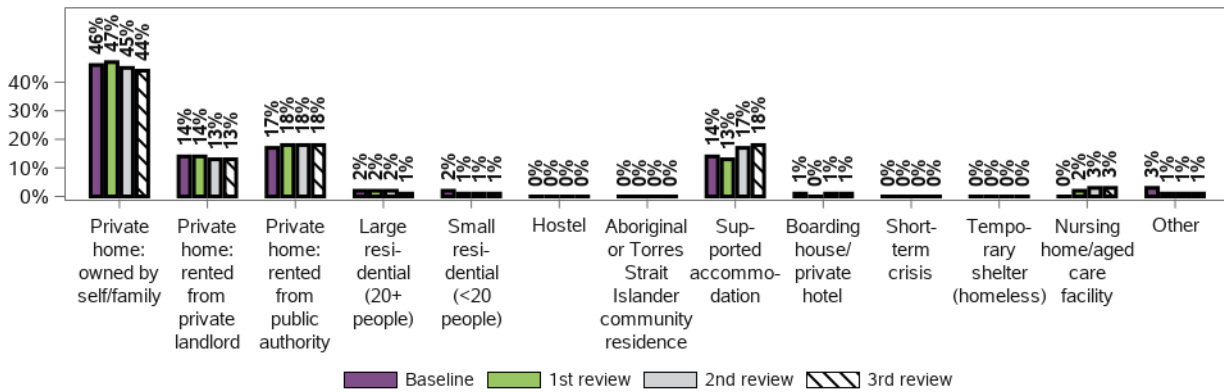 46% 47% 45% 44%
14% 14% 13% 13%
17% 18% 18% 18%
2% 2% 2% 1%
2% 1% 1% 1%
0% 0% 0% 0%
0% 0% 0% 0%
14% 13% 17% 18%
1% 0% 1% 1%
0% 0% 0% 0%
0% 0% 0% 0%
0% 2% 3% 3%
3% 1% 1% 1%
40%
30%
20%
10%
0%
Private
home:
owned by
self/family
Private
home:
rented
from
private
landlord
Private
home:
rented
from
public
authority
Large
resi-
dential
(20+
people)
Small
resi-
dential
(<20
people)
Hostel
Aboriginal
or Torres
Strait
Islander
community
residence
Sup-
ported
accommo-
dation
Boarding
house/
private
hotel
Short-
term
crisis
Tempo-
rary
shelter
(homeless)
Nursing
home/aged
care
facility
Other
Baseline 1st review 2nd review 3rd review